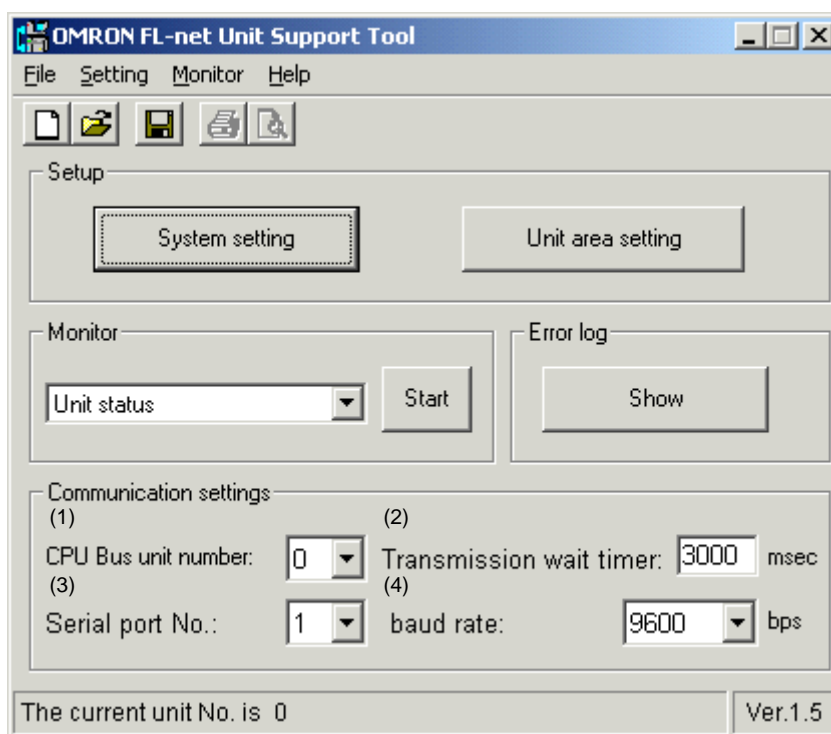 OMRON FL-net Unit Support Tool
File Setting Monitor Help
Setup
System setting Unit area setting
Monitor Error log
Unit status Start Show
Communication settings
(1) (2)
CPU Bus unit number: 0 Transmission wait timer: 3000 msec
(3) (4)
Serial port No.: 1 baud rate: 9600 bps
The current unit No. is 0 Ver.1.5